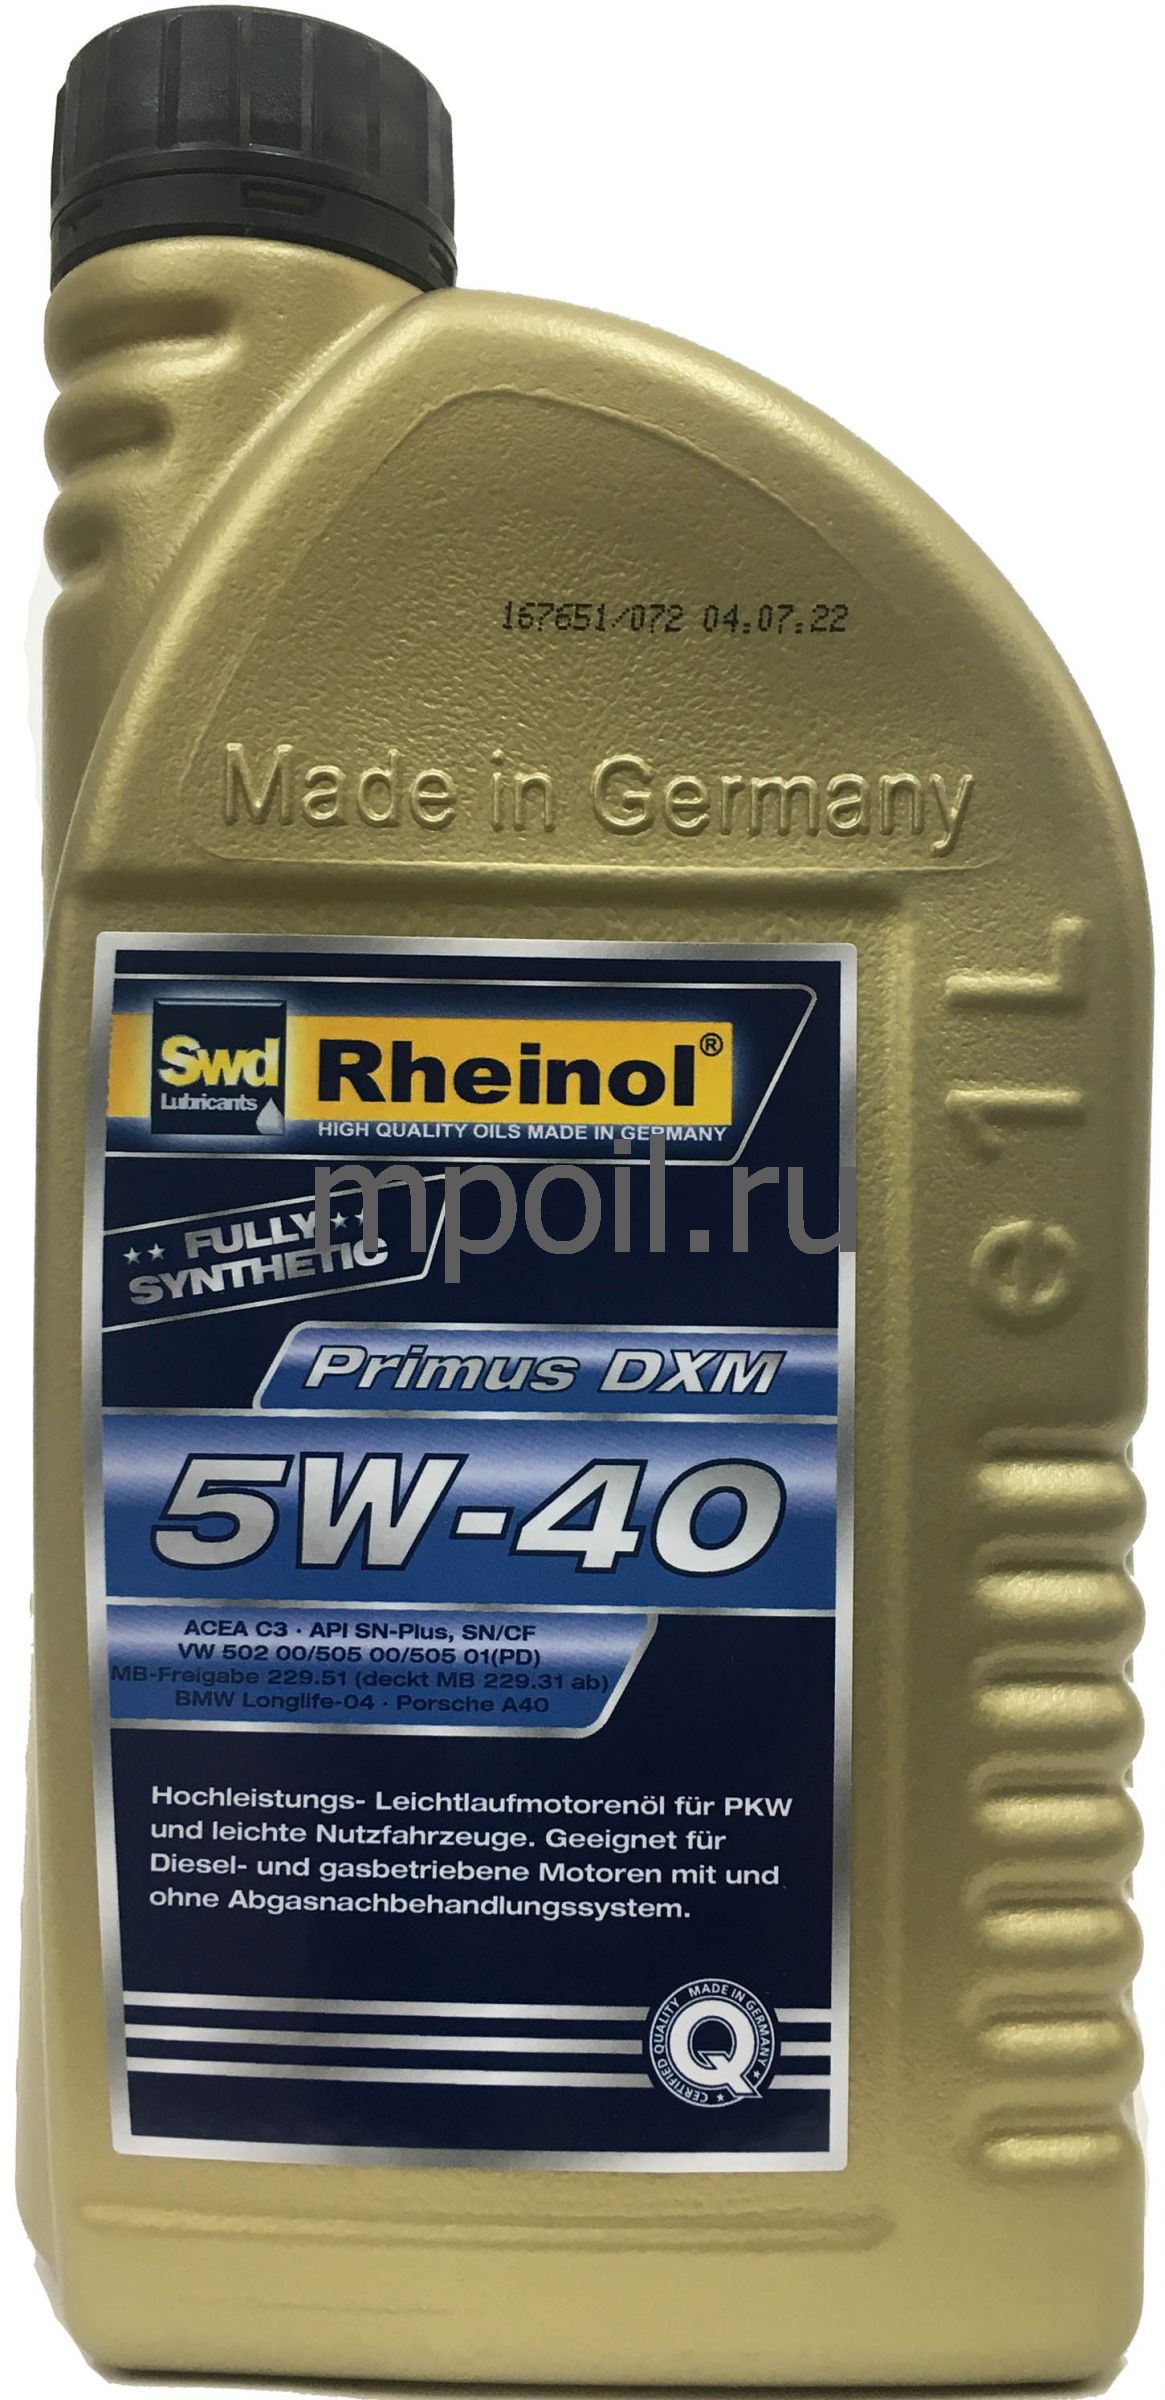 167651/072 04.07.22
Made in Germany
e 1 L
Swd
Lubricants
Rheinol®
HIGH QUALITY OILS MADE IN GERMANY
mpoil.ru
★★ FULLY ★★
SYNTHETIC
Primus DXM
5W-40
ACEA C3 · API SN-Plus, SN/CF
VW 502 00/505 00/505 01(PD)
MB-Freigabe 229.51 (deckt MB 229.31 ab)
BMW Longlife-04 · Porsche A40
Hochleistungs- Leichtlaufmotorenöl für PKW
und leichte Nutzfahrzeuge. Geeignet für
Diesel- und gasbetriebene Motoren mit und
ohne Abgasnachbehandlungssystem.
CERTIFIED QUALITY ★ MADE IN GERMANY ★
Q